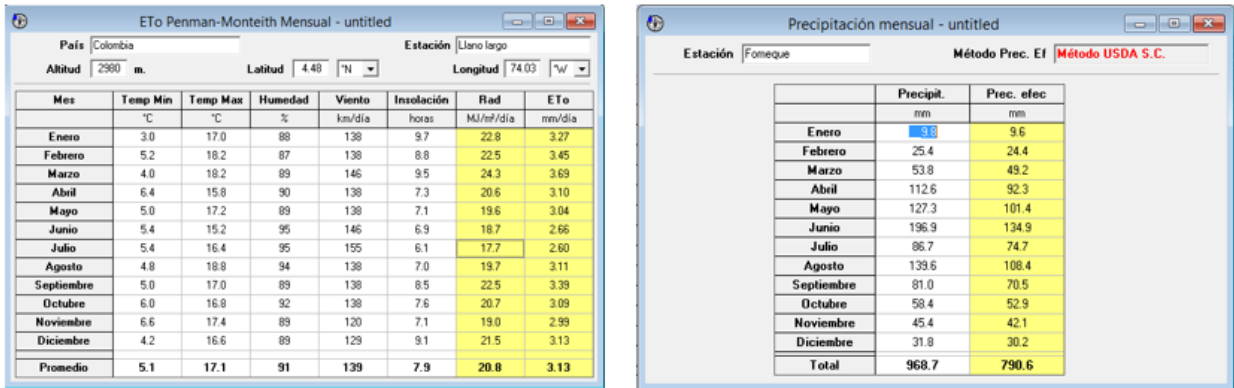 ETo Penman-Monteith Mensual - untitled
País Colombia Estación Llano largo
Altitud 2980 m. Latitud 4.48 °N Longitud 74.03 °W
Mes Temp Min Temp Max Humedad Viento Insolación Rad ETo
°C °C % km/día horas MJ/m²/día mm/día
Enero 3.0 17.0 88 138 9.7 22.8 3.27
Febrero 5.2 18.2 87 138 8.8 22.5 3.45
Marzo 4.0 18.2 89 146 9.5 24.3 3.69
Abril 6.4 15.8 90 138 7.3 20.6 3.10
Mayo 5.0 17.2 89 138 7.1 19.6 3.04
Junio 5.4 15.2 95 146 6.9 18.7 2.66
Julio 5.4 16.4 95 155 6.1 17.7 2.60
Agosto 4.8 18.8 94 138 7.0 19.7 3.11
Septiembre 5.0 17.0 89 138 8.5 22.5 3.39
Octubre 6.0 16.8 92 138 7.6 20.7 3.09
Noviembre 6.6 17.4 89 120 7.1 19.0 2.99
Diciembre 4.2 16.6 89 129 9.1 21.5 3.13
Promedio 5.1 17.1 91 139 7.9 20.8 3.13
Precipitación mensual - untitled
Estación Fomeque Método Prec. Ef Método USDA S.C.
Precipit. Prec. efec
mm mm
Enero 9.8 9.6
Febrero 25.4 24.4
Marzo 53.8 49.2
Abril 112.6 92.3
Mayo 127.3 101.4
Junio 196.9 134.9
Julio 86.7 74.7
Agosto 139.6 108.4
Septiembre 81.0 70.5
Octubre 58.4 52.9
Noviembre 45.4 42.1
Diciembre 31.8 30.2
Total 968.7 790.6